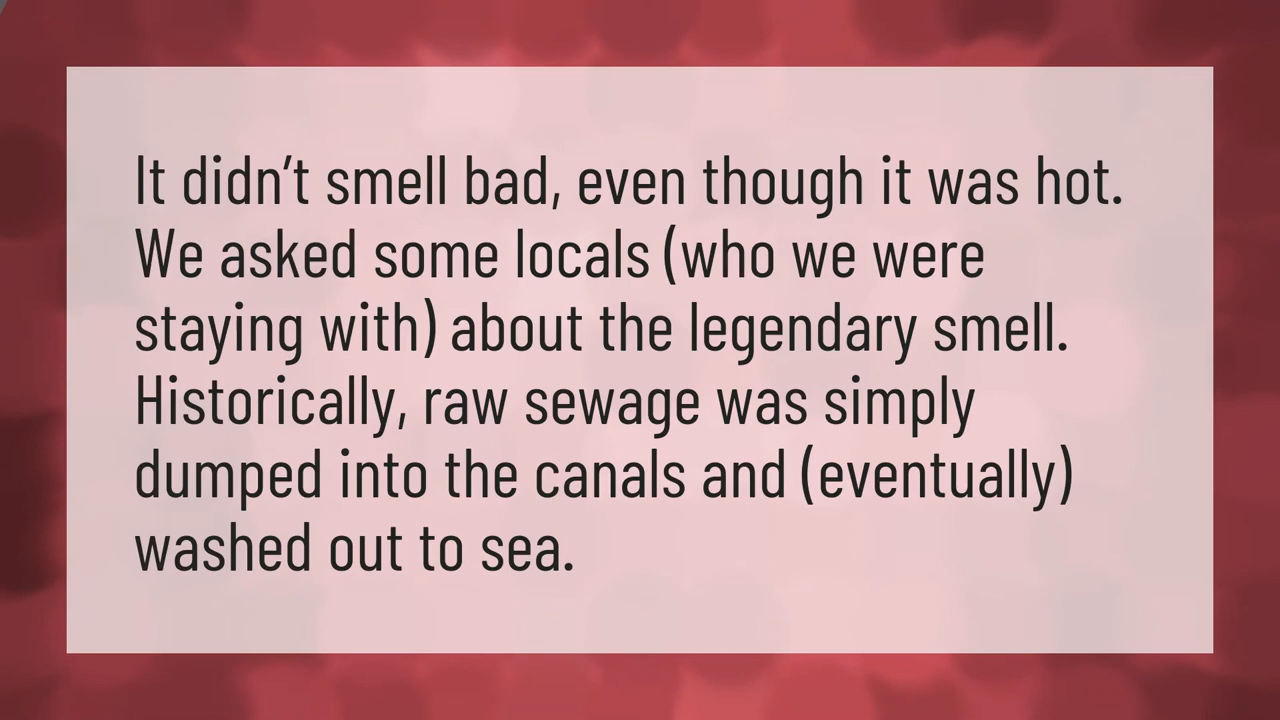 It didn’t smell bad, even though it was hot.
We asked some locals (who we were
staying with) about the legendary smell.
Historically, raw sewage was simply
dumped into the canals and (eventually)
washed out to sea.